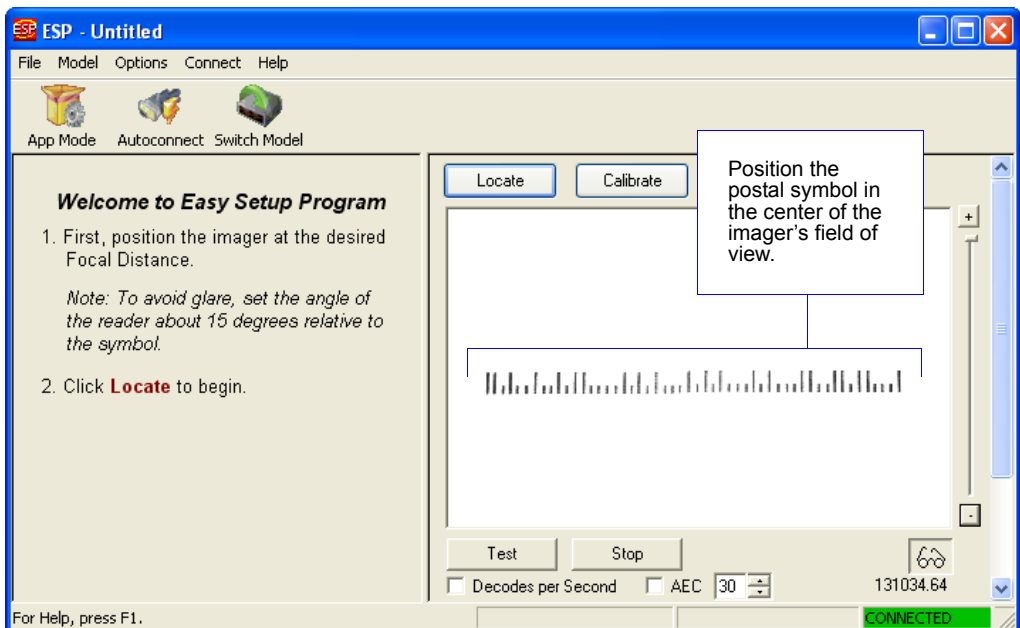 ESP - Untitled
File Model Options Connect Help
App Mode Autoconnect Switch Model
Welcome to Easy Setup Program
1. First, position the imager at the desired
Focal Distance.
Note: To avoid glare, set the angle of
the reader about 15 degrees relative to
the symbol.
2. Click Locate to begin.
Locate Calibrate
Position the
postal symbol in
the center of the
imager's field of
view.
+
-
Test Stop
Decodes per Second AEC 30
131034.64
For Help, press F1.
CONNECTED